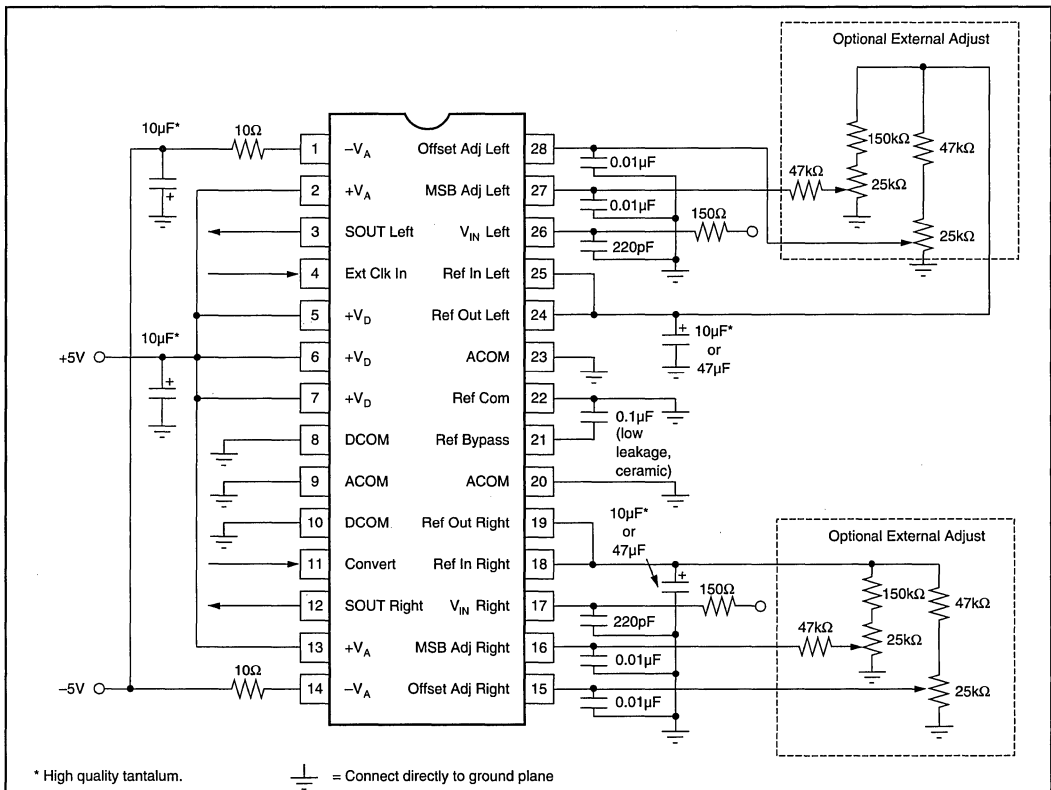 Optional External Adjust
10µF*
10Ω
1
–VA
Offset Adj Left
28
0.01µF
150kΩ
47kΩ
2
+VA
MSB Adj Left
27
0.01µF
47kΩ
25kΩ
3
SOUT Left
VIN Left
26
150Ω
220pF
25kΩ
4
Ext Clk In
Ref In Left
25
5
+VD
Ref Out Left
24
+
10µF*
or
47µF
+5V
10µF*
+
6
+VD
ACOM
23
7
+VD
Ref Com
22
0.1µF
(low
leakage,
ceramic)
8
DCOM
Ref Bypass
21
9
ACOM
ACOM
20
10
DCOM
Ref Out Right
19
10µF*
or
47µF
Optional External Adjust
11
Convert
Ref In Right
18
+
150Ω
150kΩ
47kΩ
12
SOUT Right
VIN Right
17
220pF
47kΩ
25kΩ
13
+VA
MSB Adj Right
16
0.01µF
–5V
10Ω
14
–VA
Offset Adj Right
15
0.01µF
25kΩ
+
* High quality tantalum.
= Connect directly to ground plane